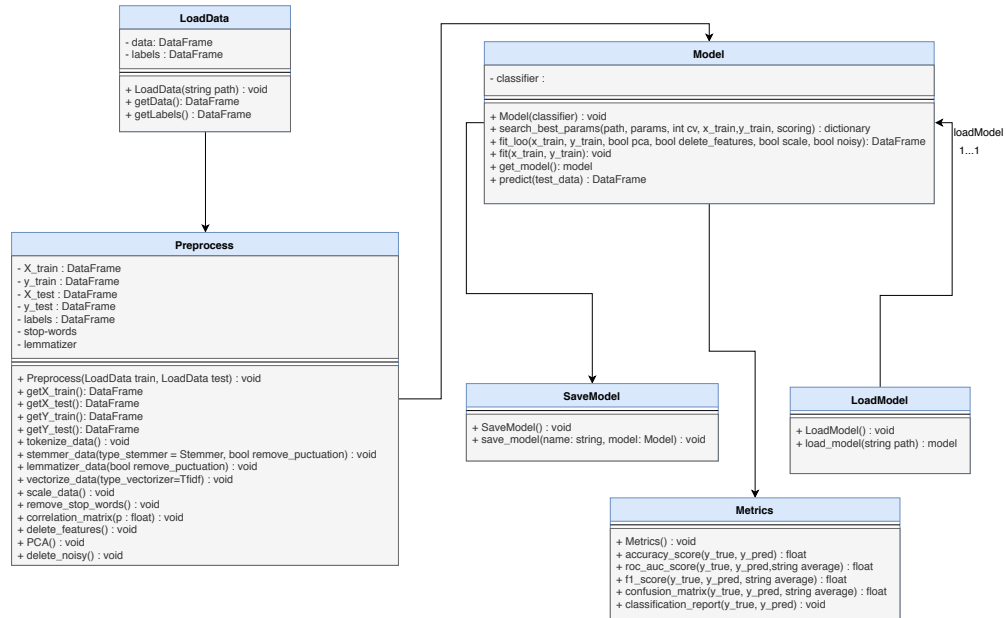 LoadData
- data: DataFrame
- labels : DataFrame
+ LoadData(string path) : void
+ getData(): DataFrame
+ getLabels() : DataFrame
Model
- classifier :
+ Model(classifier) : void
+ search_best_params(path, params, int cv, x_train,y_train, scoring) : dictionary
+ fit_loo(x_train, y_train, bool pca, bool delete_features, bool scale, bool noisy): DataFrame
+ fit(x_train, y_train): void
+ get_model(): model
+ predict(test_data) : DataFrame
loadModel
1...1
Preprocess
- X_train : DataFrame
- y_train : DataFrame
- X_test : DataFrame
- y_test : DataFrame
- labels : DataFrame
- stop-words
- lemmatizer
+ Preprocess(LoadData train, LoadData test) : void
+ getX_train(): DataFrame
+ getX_test(): DataFrame
+ getY_train(): DataFrame
+ getY_test(): DataFrame
+ tokenize_data() : void
+ stemmer_data(type_stemmer = Stemmer, bool remove_puctuation) : void
+ lemmatizer_data(bool remove_puctuation) : void
+ vectorize_data(type_vectorizer=Tfidf) : void
+ scale_data() : void
+ remove_stop_words() : void
+ correlation_matrix(p : float) : void
+ delete_features() : void
+ PCA() : void
+ delete_noisy() : void
SaveModel
+ SaveModel() : void
+ save_model(name: string, model: Model) : void
LoadModel
+ LoadModel() : void
+ load_model(string path) : model
Metrics
+ Metrics() : void
+ accuracy_score(y_true, y_pred) : float
+ roc_auc_score(y_true, y_pred,string average) : float
+ f1_score(y_true, y_pred, string average) : float
+ confusion_matrix(y_true, y_pred, string average) : float
+ classification_report(y_true, y_pred) : void